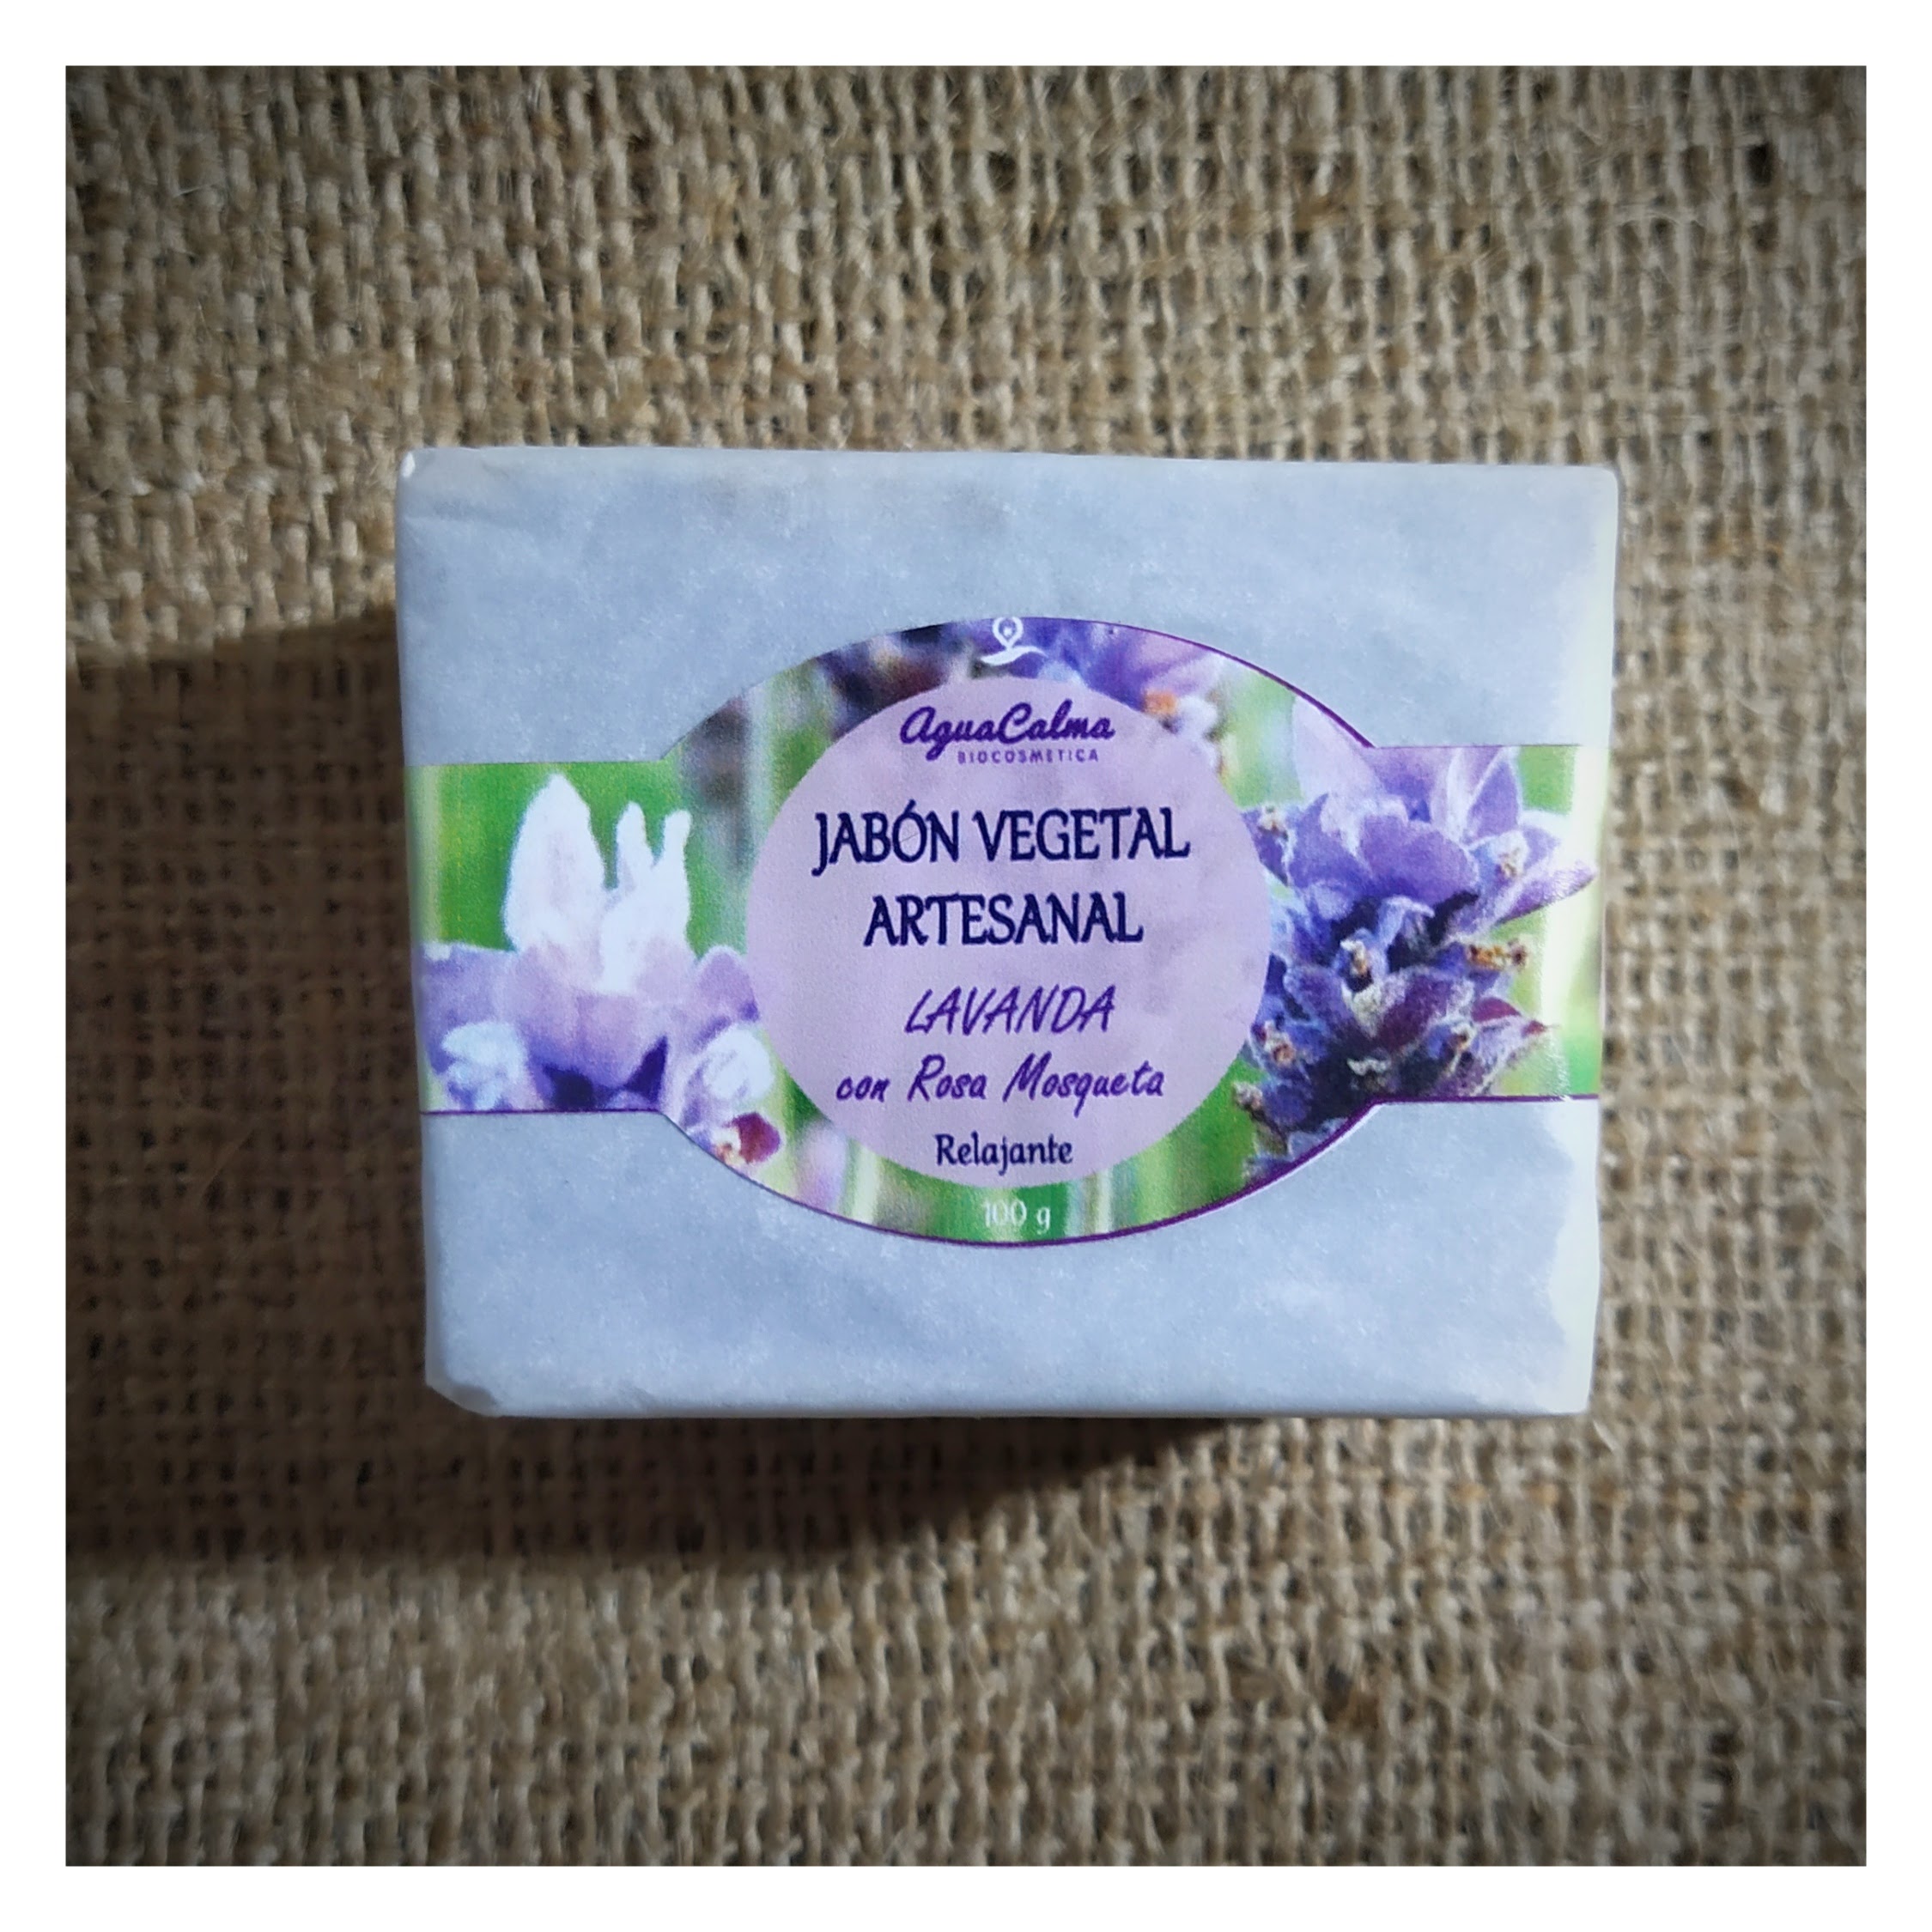 AguaCalma
BIOCOSMETICA
JABÓN VEGETAL
ARTESANAL
LAVANDA
con Rosa Mosqueta
Relajante
100 g